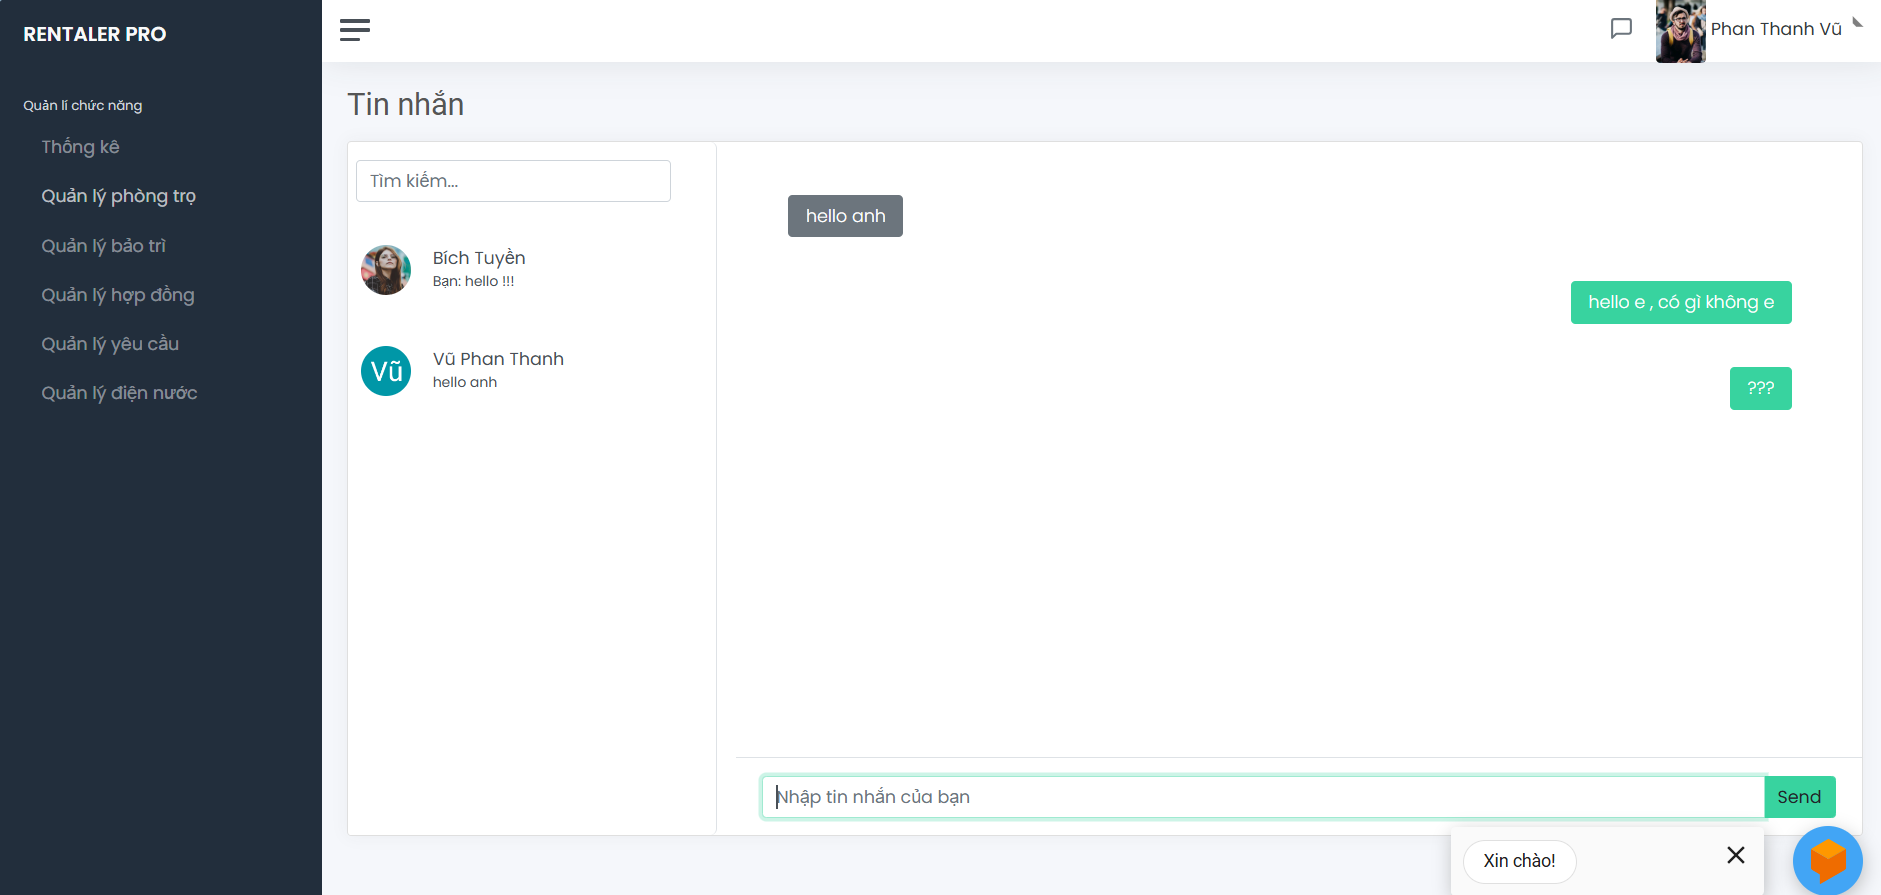 RENTALER PRO
Phan Thanh Vũ
Quản lí chức năng
Thống kê
Quản lý phòng trọ
Quản lý bảo trì
Quản lý hợp đồng
Quản lý yêu cầu
Quản lý điện nước
Tin nhắn
Tìm kiếm...
Bích Tuyền
Bạn: hello !!!
Vũ
Vũ Phan Thanh
hello anh
hello anh
hello e , có gì không e
???
Nhập tin nhắn của bạn
Send
Xin chào!